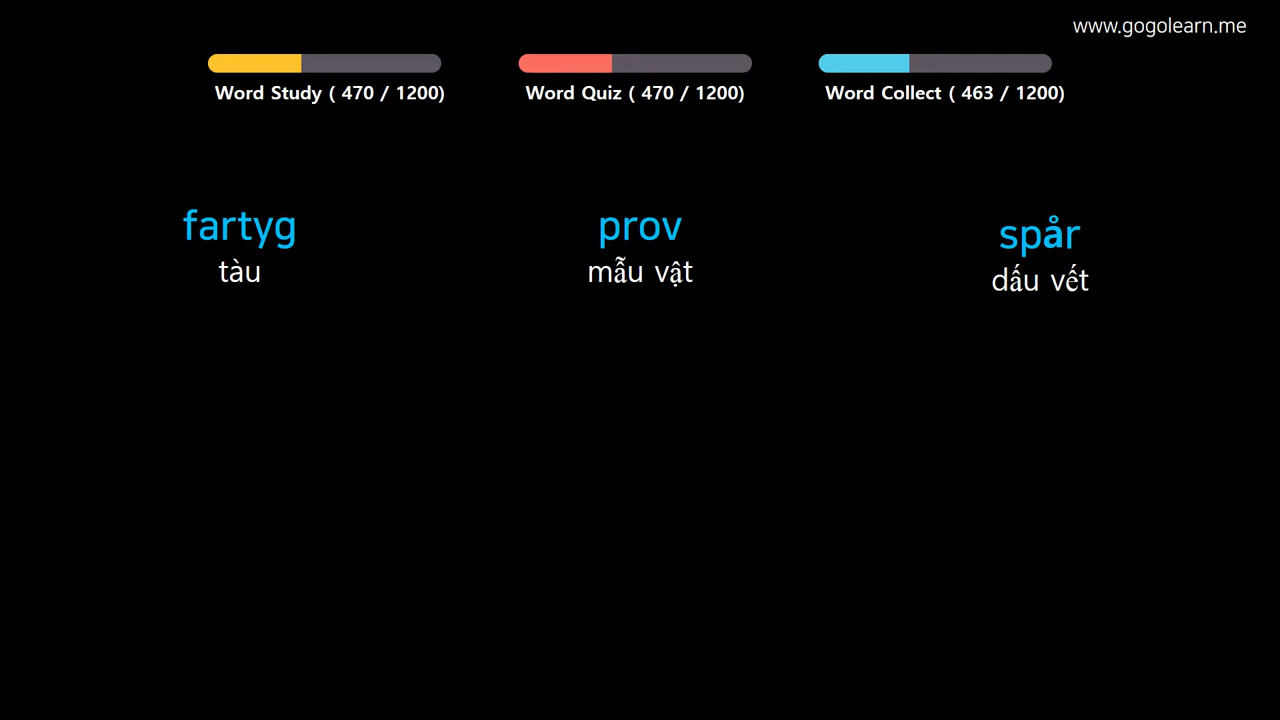 www.gogolearn.me
Word Study ( 470 / 1200)
Word Quiz ( 470 / 1200)
Word Collect ( 463 / 1200)
fartyg
tàu
prov
mẫu vật
spår
dấu vết